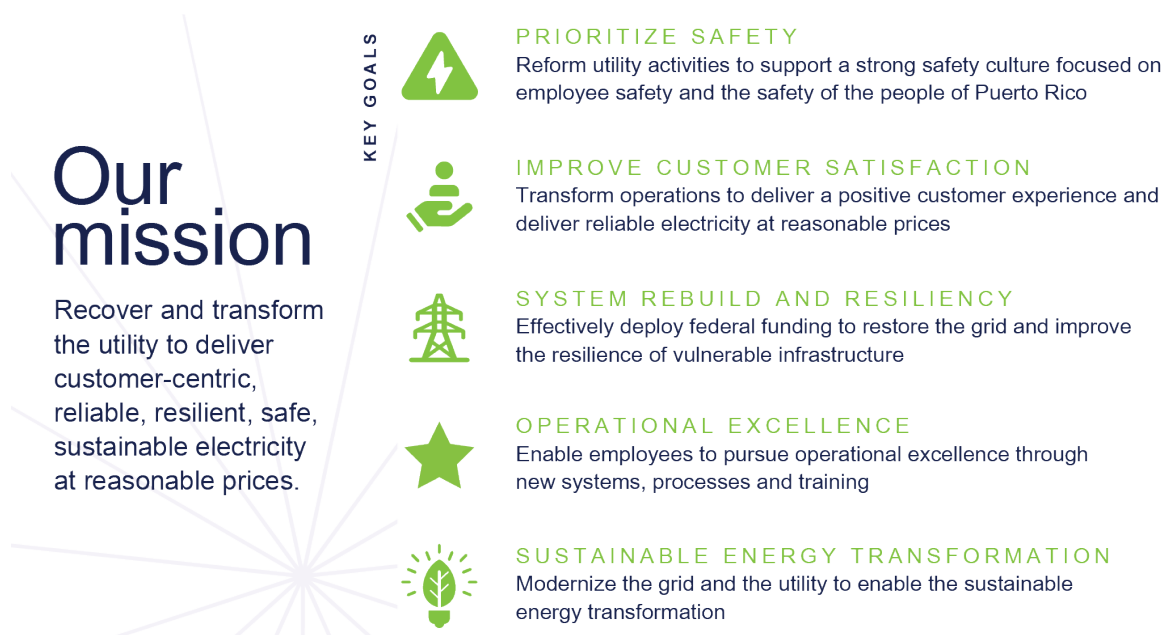 Our
mission
Recover and transform
the utility to deliver
customer-centric,
reliable, resilient, safe,
sustainable electricity
at reasonable prices.
KEY GOALS
PRIORITIZE SAFETY
Reform utility activities to support a strong safety culture focused on
employee safety and the safety of the people of Puerto Rico
IMPROVE CUSTOMER SATISFACTION
Transform operations to deliver a positive customer experience and
deliver reliable electricity at reasonable prices
SYSTEM REBUILD AND RESILIENCY
Effectively deploy federal funding to restore the grid and improve
the resilience of vulnerable infrastructure
OPERATIONAL EXCELLENCE
Enable employees to pursue operational excellence through
new systems, processes and training
SUSTAINABLE ENERGY TRANSFORMATION
Modernize the grid and the utility to enable the sustainable
energy transformation